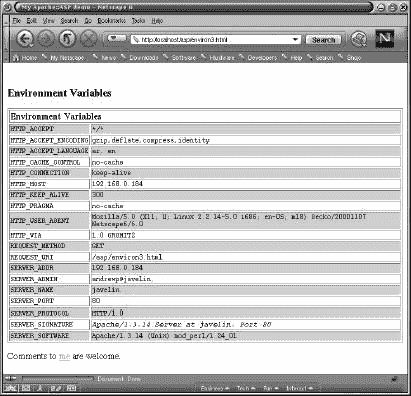 My Apache::ASP Demo - Netscape 6
File Edit View Search Go Bookmarks Tasks Help
http://localhost/asp/environ3.html Search N
Home My Netscape News Downloads Software Hardware Developers Help Search Shop
Environment Variables
Environment Variables
HTTP_ACCEPT */*
HTTP_ACCEPT_ENCODING gzip,deflate,compress,identity
HTTP_ACCEPT_LANGUAGE en
HTTP_CACHE_CONTROL no-cache
HTTP_CONNECTION keep-alive
HTTP_HOST 192.168.0.184
HTTP_KEEP_ALIVE 300
HTTP_PRAGMA no-cache
HTTP_USER_AGENT Mozilla/5.0 (X11; U; Linux 2.2.14-5.0 i686; en-US; m18) Gecko/20001107
Netscape6/6.0
HTTP_VIA 1.0 GROMIT2
REQUEST_METHOD GET
REQUEST_URI /asp/environ3.html
SERVER_ADDR 192.168.0.184
SERVER_ADMIN andrewp@javelin.
SERVER_NAME javelin.
SERVER_PORT 80
SERVER_PROTOCOL HTTP/1.0
SERVER_SIGNATURE Apache/1.3.14 Server at javelin. Port 80
SERVER_SOFTWARE Apache/1.3.14 (Unix) mod_perl/1.24_01
Comments to me are welcome.
Document: Done
Business Tech Fun Interact